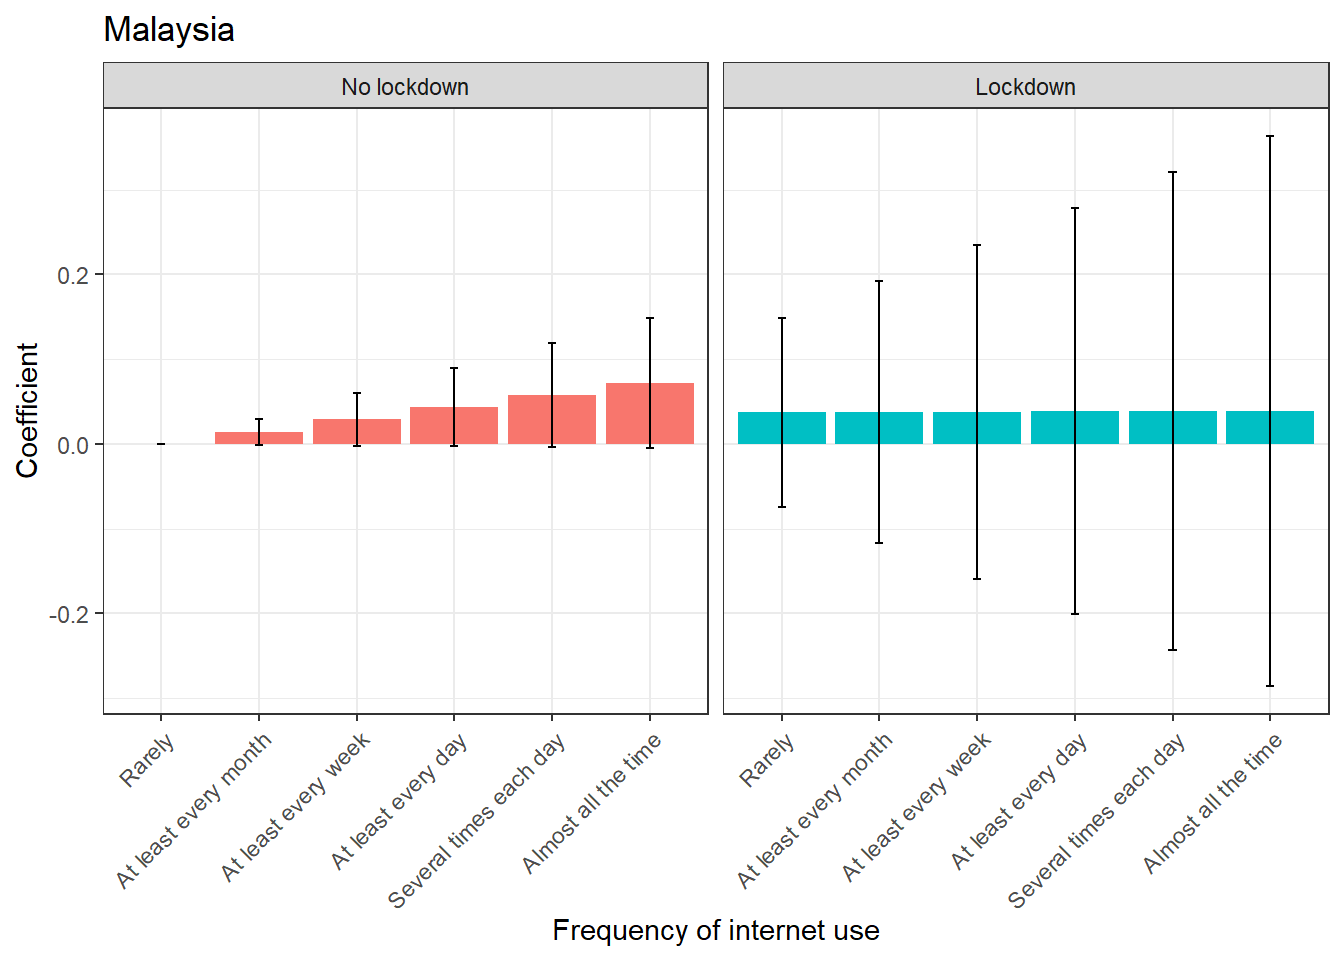 Malaysia
No lockdown
Lockdown
Coefficient
0.2
0.0
-0.2
Rarely
At least every month
At least every week
At least every day
Several times each day
Almost all the time
Rarely
At least every month
At least every week
At least every day
Several times each day
Almost all the time
Frequency of internet use